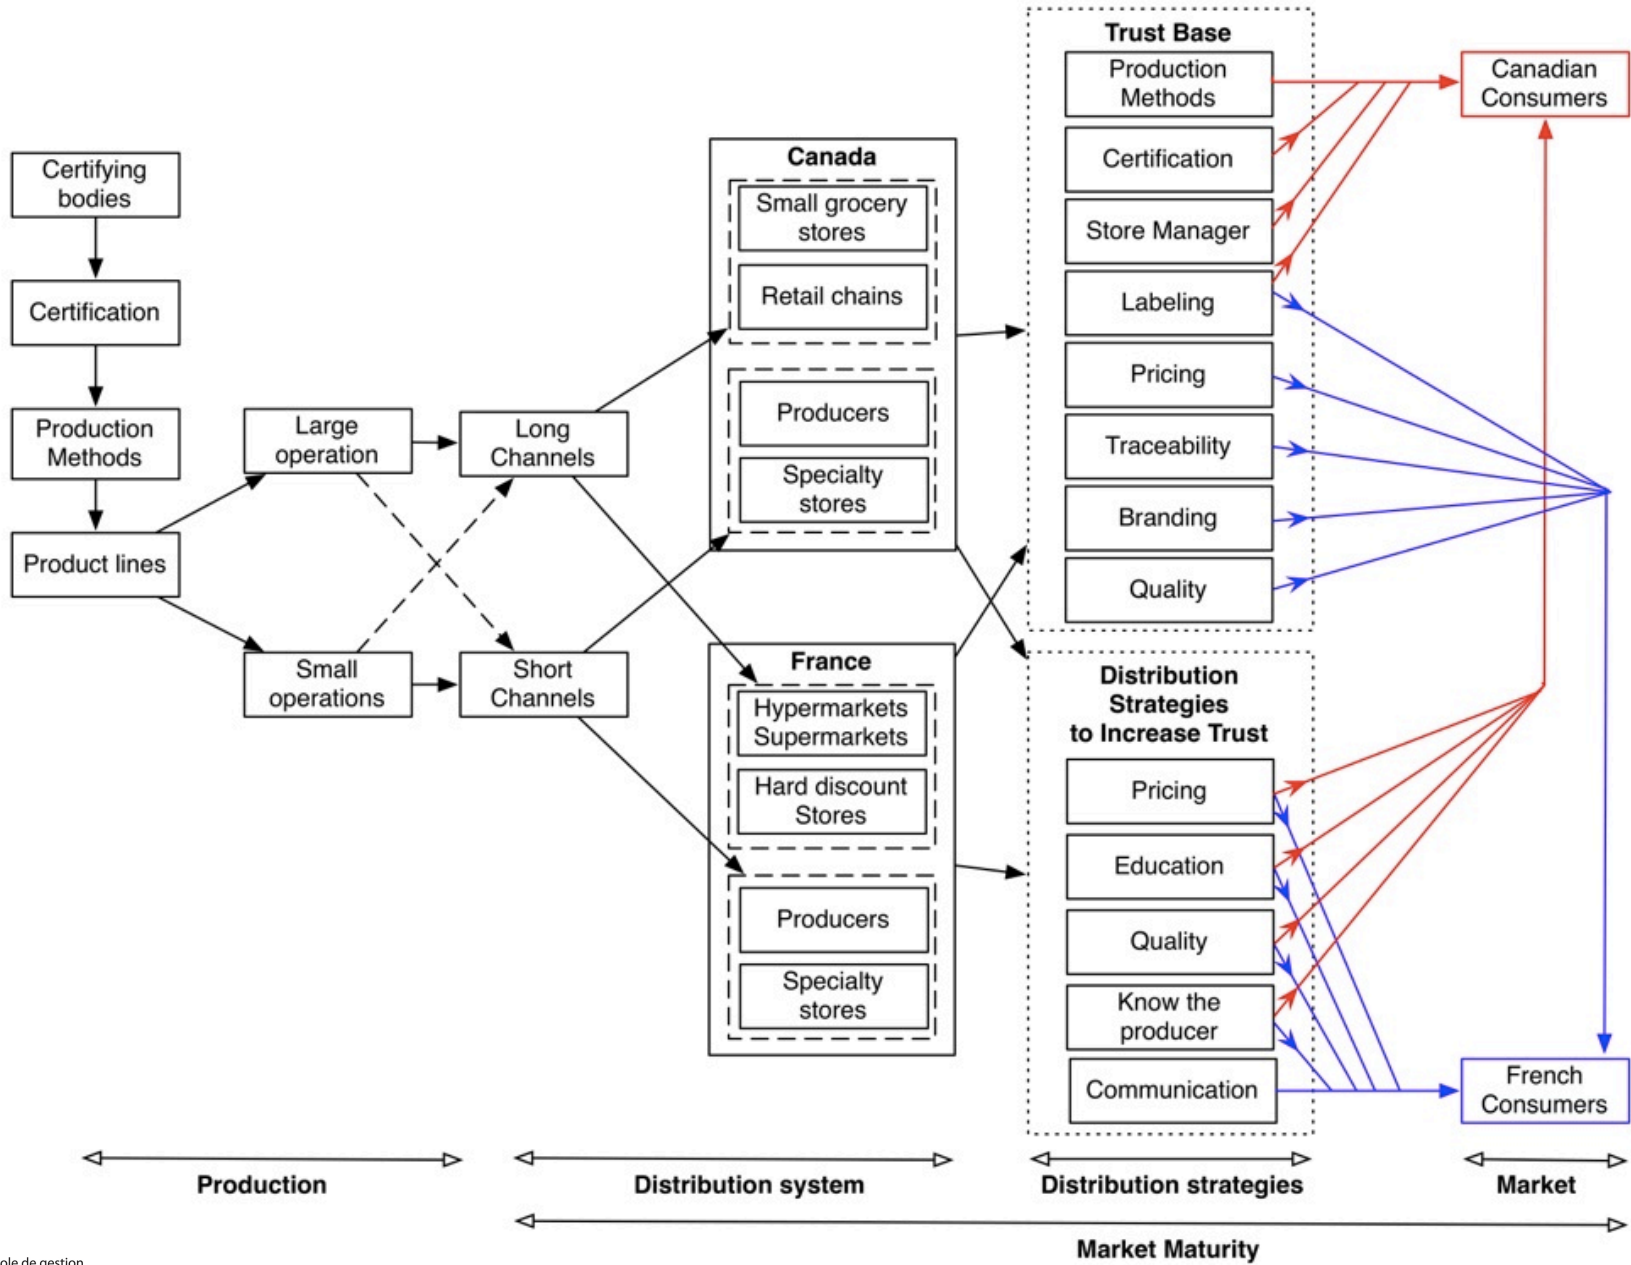 Certifying
bodies
Certification
Production
Methods
Product lines
Large
operation
Small
operations
Long
Channels
Short
Channels
Canada
Small grocery
stores
Retail chains
Producers
Specialty
stores
France
Hypermarkets
Supermarkets
Hard discount
Stores
Producers
Specialty
stores
Trust Base
Production
Methods
Certification
Store Manager
Labeling
Pricing
Traceability
Branding
Quality
Distribution
Strategies
to Increase Trust
Pricing
Education
Quality
Know the
producer
Communication
Canadian
Consumers
French
Consumers
Production
Distribution system
Distribution strategies
Market
Market Maturity
ole de gestion